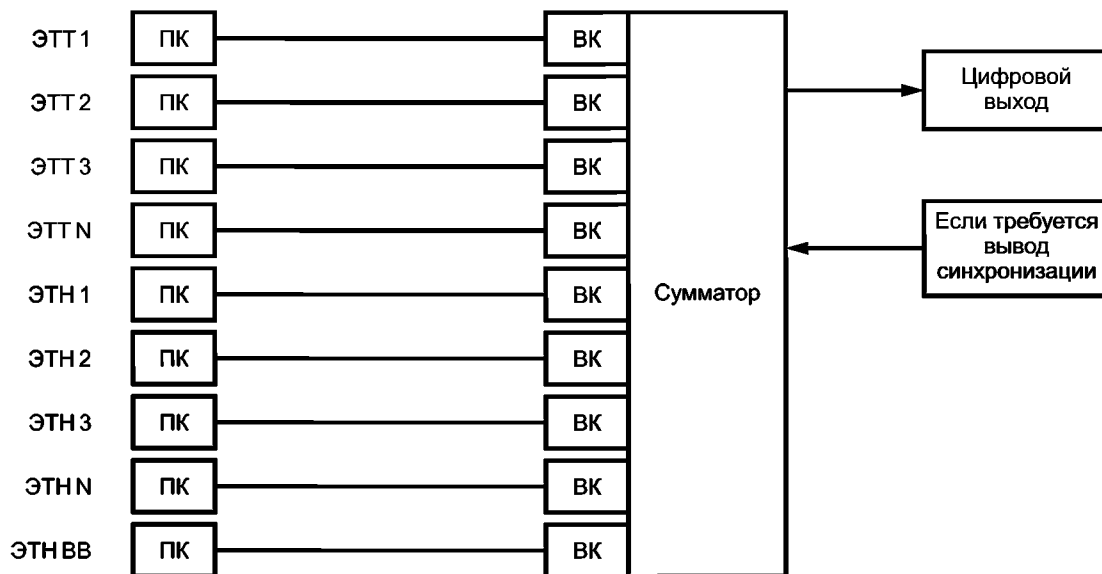 ЭТТ 1 ПК ВК
ЭТТ 2 ПК ВК
ЭТТ 3 ПК ВК
ЭТТ N ПК ВК
ЭТН 1 ПК ВК
ЭТН 2 ПК ВК
ЭТН 3 ПК ВК
ЭТН N ПК ВК
ЭТН ВВ ПК ВК
Сумматор
Цифровой
выход
Если требуется
вывод
синхронизации